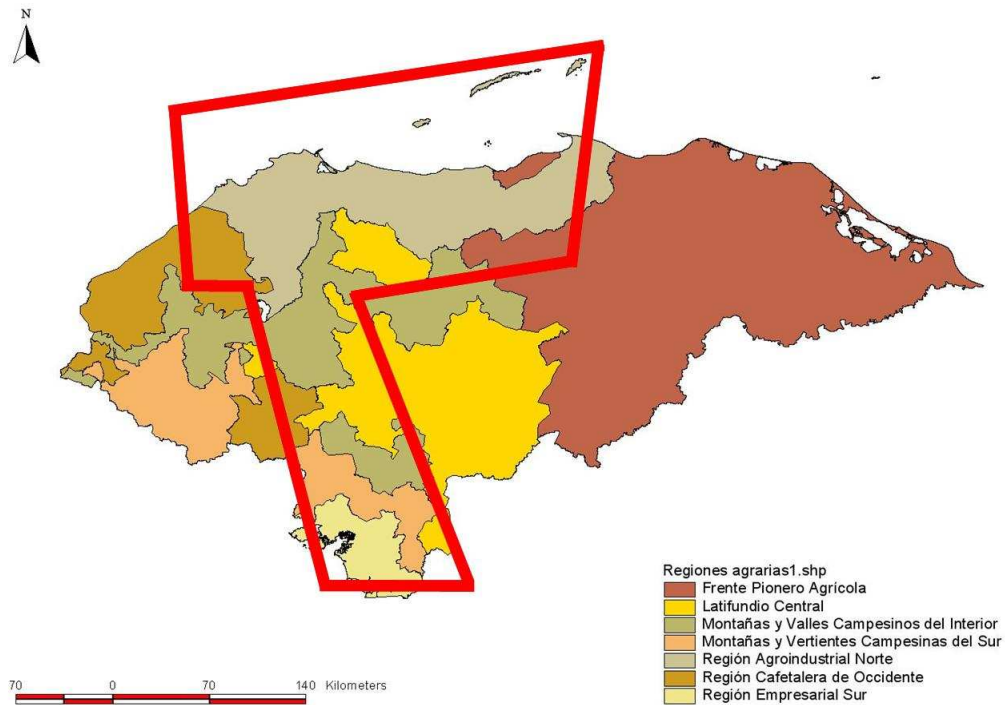 N
Regiones agrarias1.shp
Frente Pionero Agrícola
Latifundio Central
Montañas y Valles Campesinos del Interior
Montañas y Vertientes Campesinas del Sur
Región Agroindustrial Norte
Región Cafetalera de Occidente
Región Empresarial Sur
70 0 70 140 Kilometers